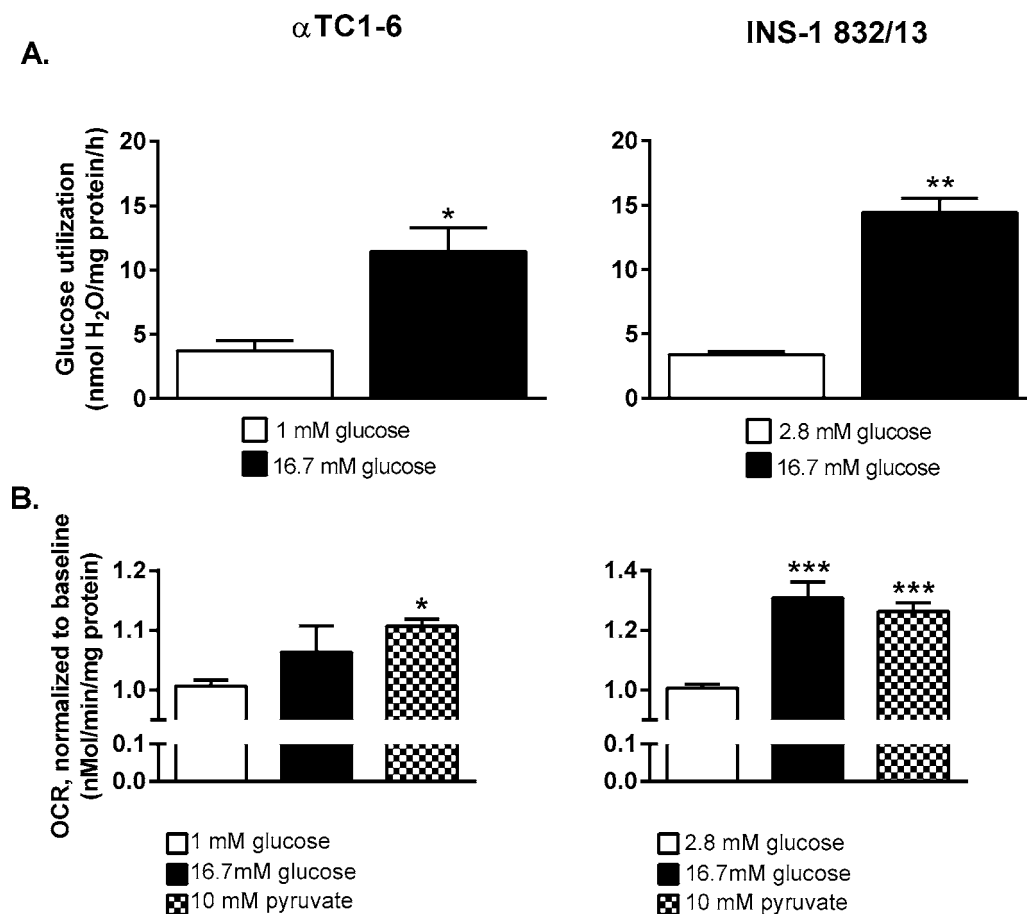 αTC1-6
INS-1 832/13
A.
Glucose utilization
(nmol H₂O/mg protein/h)
20
15
10
5
0
*
1 mM glucose
16.7 mM glucose
20
15
10
5
0
**
2.8 mM glucose
16.7 mM glucose
B.
OCR, normalized to baseline
(nMol/min/mg protein)
1.2
1.1
1.0
0.1
0.0
*
1 mM glucose
16.7mM glucose
10 mM pyruvate
1.4
1.2
1.0
0.1
0.0
***
***
2.8 mM glucose
16.7mM glucose
10 mM pyruvate